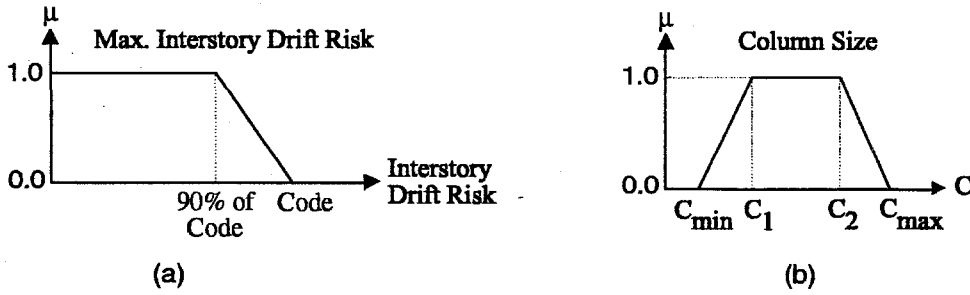 μ
Max. Interstory Drift Risk
1.0
0.0
90% of
Code
Code
Interstory
Drift Risk
(a)
μ
Column Size
1.0
0.0
Cmin
C1
C2
Cmax
C
(b)